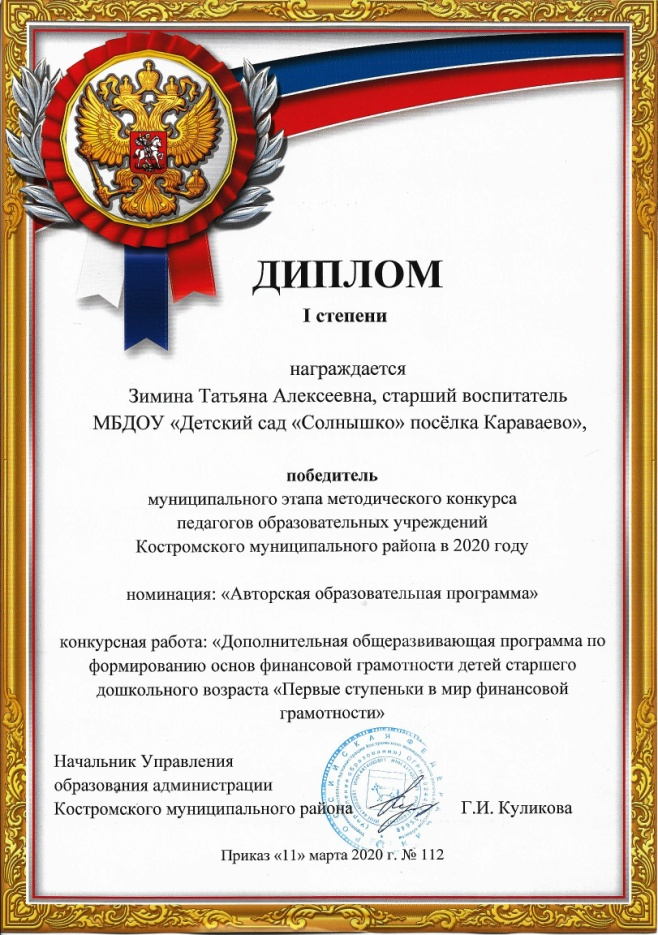 ДИПЛОМ
I степени
награждается
Зимина Татьяна Алексеевна, старший воспитатель
МБДОУ «Детский сад «Солнышко» посёлка Караваево»,
победитель
муниципального этапа методического конкурса
педагогов образовательных учреждений
Костромского муниципального района в 2020 году
номинация: «Авторская образовательная программа»
конкурсная работа: «Дополнительная общеразвивающая программа по
формированию основ финансовой грамотности детей старшего
дошкольного возраста «Первые ступеньки в мир финансовой
грамотности»
Начальник Управления
образования администрации
Костромского муниципального района Г.И. Куликова
Приказ «11» марта 2020 г. № 112